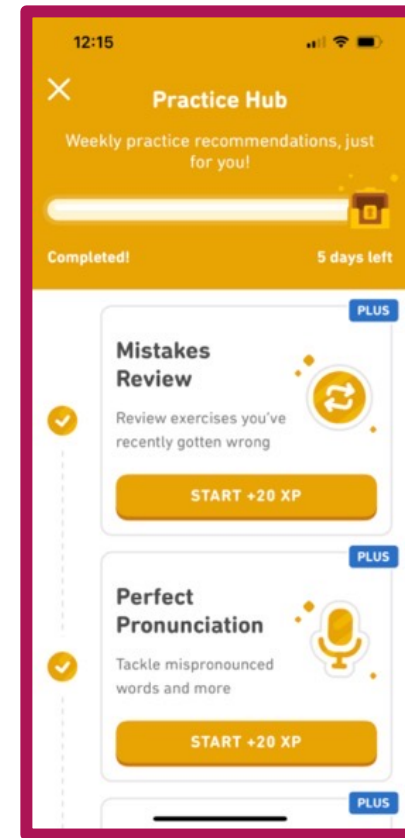 12:15
Practice Hub
Weekly practice recommendations, just
for you!
Completed!
5 days left
PLUS
Mistakes
Review
Review exercises you've
recently gotten wrong
START +20 XP
PLUS
Perfect
Pronunciation
Tackle mispronounced
words and more
START +20 XP
PLUS